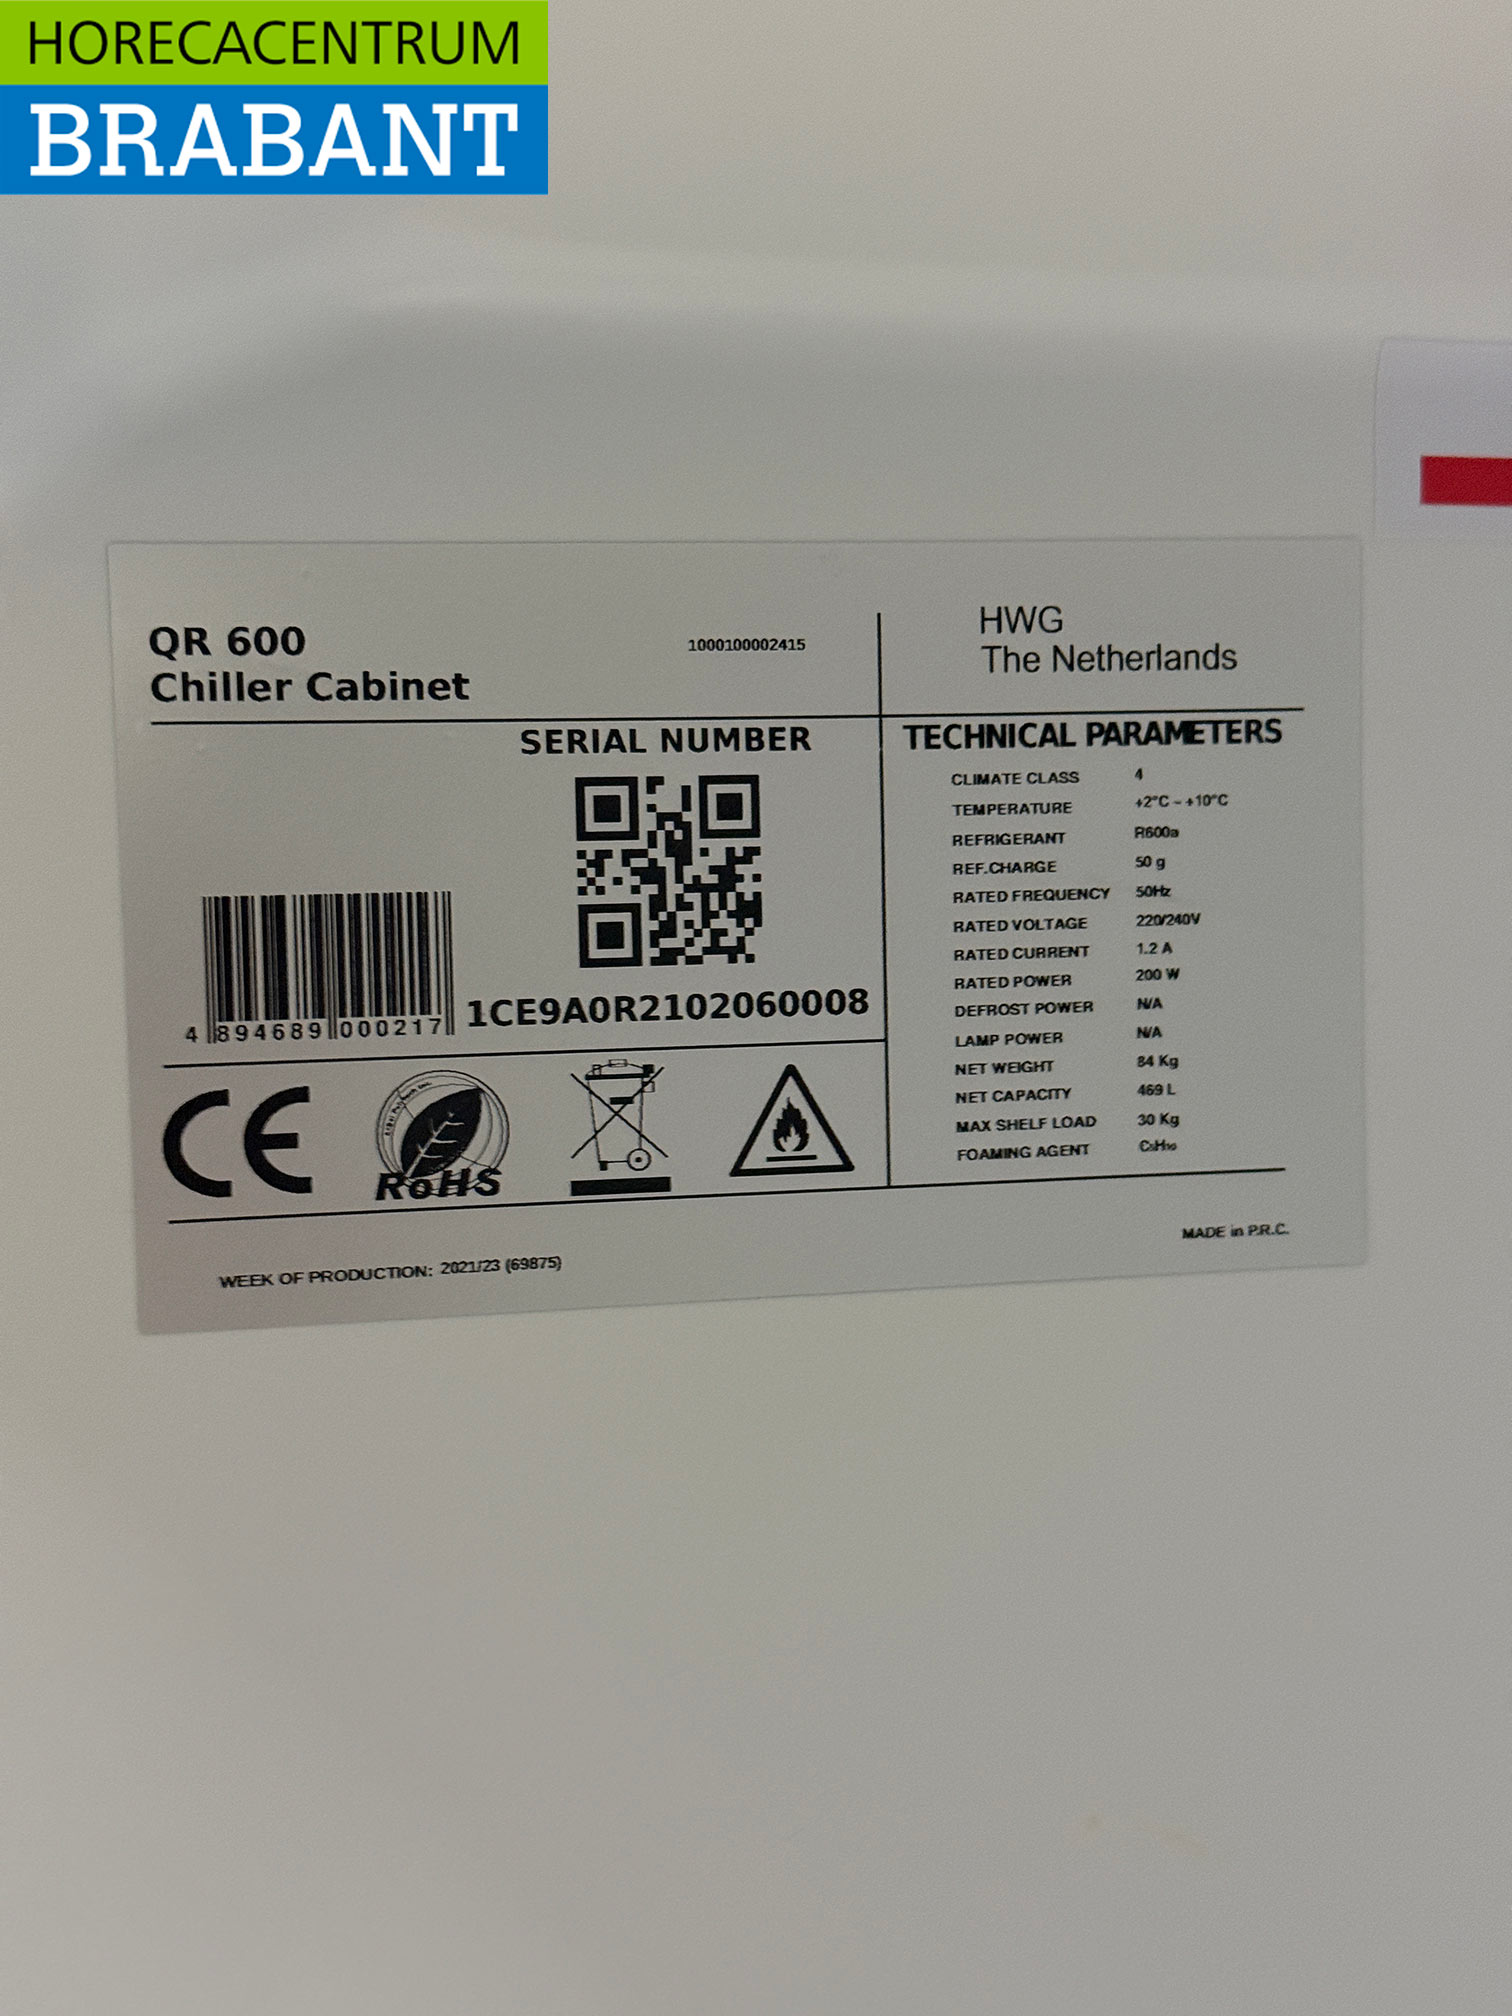 HORECACENTRUM
BRABANT
QR 600
Chiller Cabinet
1000100002415
HWG
The Netherlands
SERIAL NUMBER
1CE9A0R2102060008
4 894689 000217
TECHNICAL PARAMETERS
CLIMATE CLASS 4
TEMPERATURE +2°C ~ +10°C
REFRIGERANT R600a
REF.CHARGE 50 g
RATED FREQUENCY 50Hz
RATED VOLTAGE 220/240V
RATED CURRENT 1.2 A
RATED POWER 200 W
DEFROST POWER N/A
LAMP POWER N/A
NET WEIGHT 84 Kg
NET CAPACITY 469 L
MAX SHELF LOAD 30 Kg
FOAMING AGENT C₅H₁₀
CE
RoHS
WEEK OF PRODUCTION: 2021/23 (69875)
MADE in P.R.C.